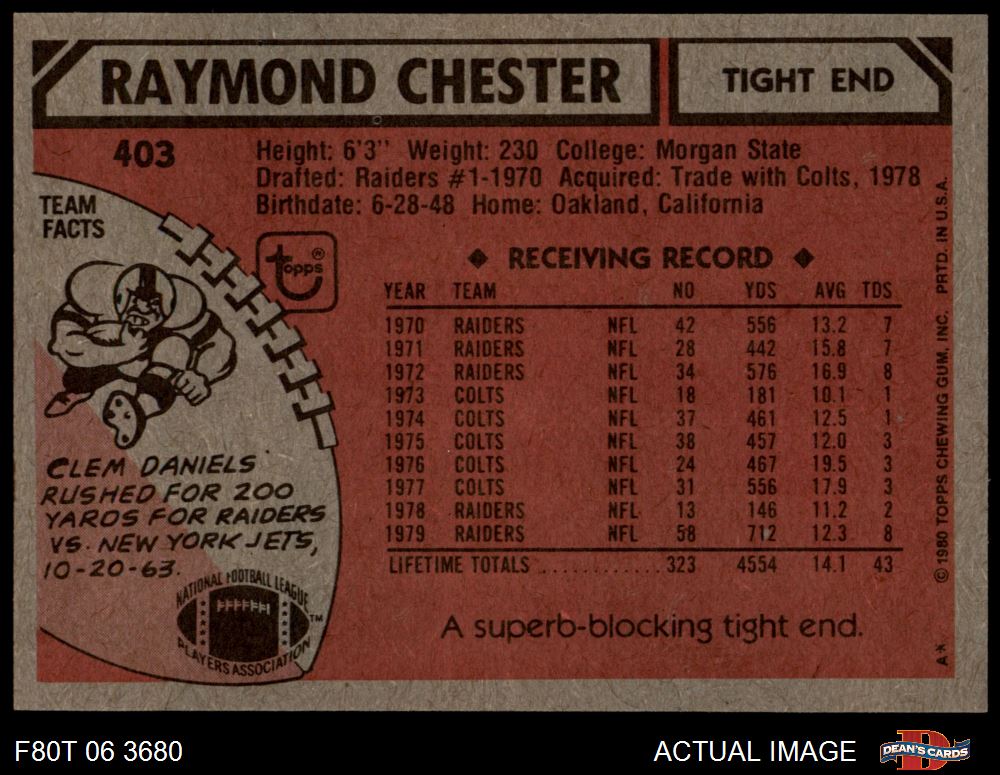 RAYMOND CHESTER
TIGHT END
403
Height: 6'3" Weight: 230 College: Morgan State
Drafted: Raiders #1-1970 Acquired: Trade with Colts, 1978
Birthdate: 6-28-48 Home: Oakland, California
TEAM
FACTS
topps®
CLEM DANIELS
RUSHED FOR 200
YARDS FOR RAIDERS
VS. NEW YORK JETS,
10-20-63.
NATIONAL FOOTBALL LEAGUE
PLAYERS ASSOCIATION
TM
◆ RECEIVING RECORD ◆
YEAR TEAM NO YDS AVG TDS
1970 RAIDERS NFL 42 556 13.2 7
1971 RAIDERS NFL 28 442 15.8 7
1972 RAIDERS NFL 34 576 16.9 8
1973 COLTS NFL 18 181 10.1 1
1974 COLTS NFL 37 461 12.5 1
1975 COLTS NFL 38 457 12.0 3
1976 COLTS NFL 24 467 19.5 3
1977 COLTS NFL 31 556 17.9 3
1978 RAIDERS NFL 13 146 11.2 2
1979 RAIDERS NFL 58 712 12.3 8
LIFETIME TOTALS ............... 323 4554 14.1 43
A superb-blocking tight end.
© 1980 TOPPS CHEWING GUM, INC. PRTD. IN U.S.A.
A*
F80T 06 3680
ACTUAL IMAGE
D
DEAN'S CARDS